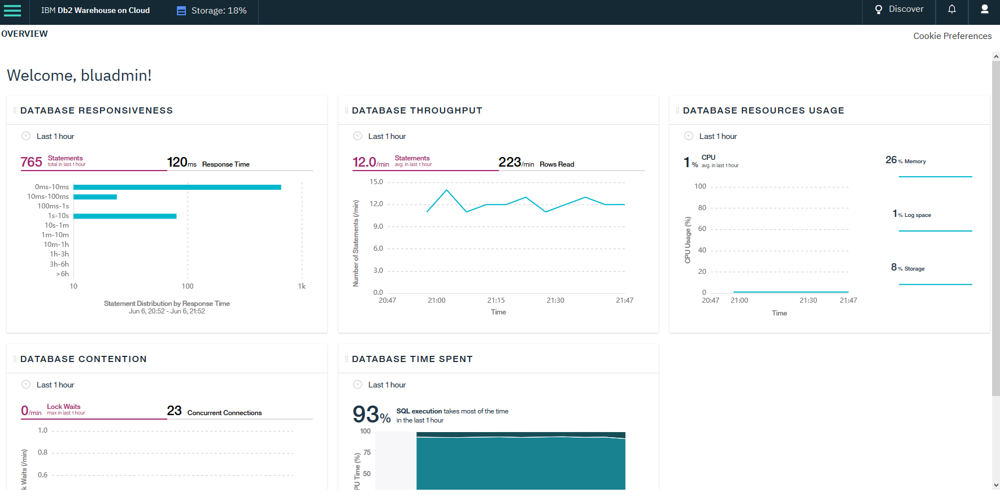 IBM Db2 Warehouse on Cloud
Storage: 18%
Discover
OVERVIEW
Cookie Preferences
Welcome, bluadmin!
DATABASE RESPONSIVENESS
Last 1 hour
765 Statements
total in last 1 hour
120ms Response Time
0ms-10ms
10ms-100ms
100ms-1s
1s-10s
10s-1m
1m-10m
10m-1h
1h-3h
3h-6h
>6h
10 100 1k
Statement Distribution by Response Time
Jun 6, 20:52 - Jun 6, 21:52
DATABASE THROUGHPUT
Last 1 hour
12.0/min Statements
avg. in last 1 hour
223/min Rows Read
Number of Statements (/min)
15.0
12.0
9.0
6.0
3.0
0.0
20:47 21:00 21:15 21:30 21:47
Time
DATABASE RESOURCES USAGE
Last 1 hour
1% CPU
avg. in last 1 hour
CPU Usage (%)
100
80
60
40
20
0
20:47 21:00 21:30 21:47
Time
26% Memory
1% Log space
8% Storage
DATABASE CONTENTION
Last 1 hour
0/min Lock Waits
max in last 1 hour
23 Concurrent Connections
k Waits (/min)
1.0
0.8
0.6
DATABASE TIME SPENT
Last 1 hour
93% SQL execution takes most of the time
in the last 1 hour
PU Time (%)
100
75
50